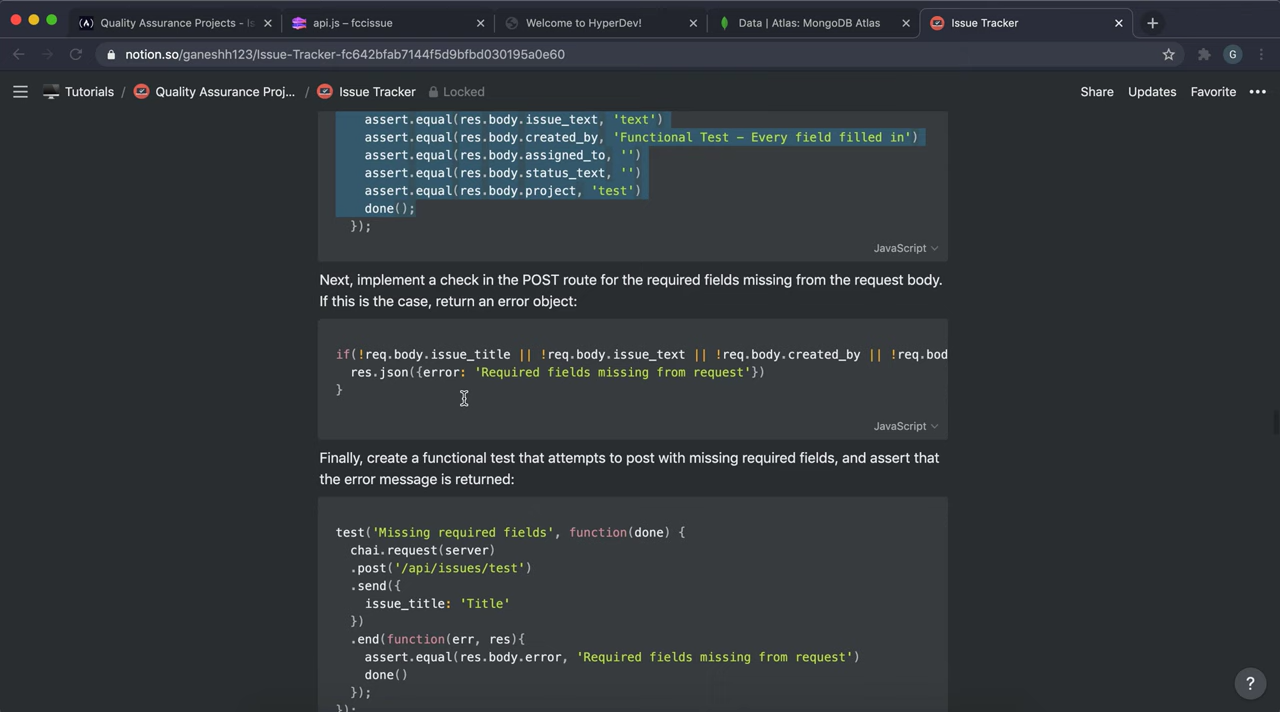 Quality Assurance Projects - Is
api.js – fccissue
Welcome to HyperDev!
Data | Atlas: MongoDB Atlas
Issue Tracker
notion.so/ganeshh123/Issue-Tracker-fc642bfab7144f5d9bfbd030195a0e60
G
Tutorials / Quality Assurance Proj... / Issue Tracker Locked
Share Updates Favorite
assert.equal(res.body.issue_text, 'text')
assert.equal(res.body.created_by, 'Functional Test - Every field filled in')
assert.equal(res.body.assigned_to, '')
assert.equal(res.body.status_text, '')
assert.equal(res.body.project, 'test')
done();
});
JavaScript
Next, implement a check in the POST route for the required fields missing from the request body.
If this is the case, return an error object:
if(!req.body.issue_title || !req.body.issue_text || !req.body.created_by || !req.bod
res.json({error: 'Required fields missing from request'})
}
JavaScript
Finally, create a functional test that attempts to post with missing required fields, and assert that
the error message is returned:
test('Missing required fields', function(done) {
chai.request(server)
.post('/api/issues/test')
.send({
issue_title: 'Title'
})
.end(function(err, res){
assert.equal(res.body.error, 'Required fields missing from request')
done()
});
});
?